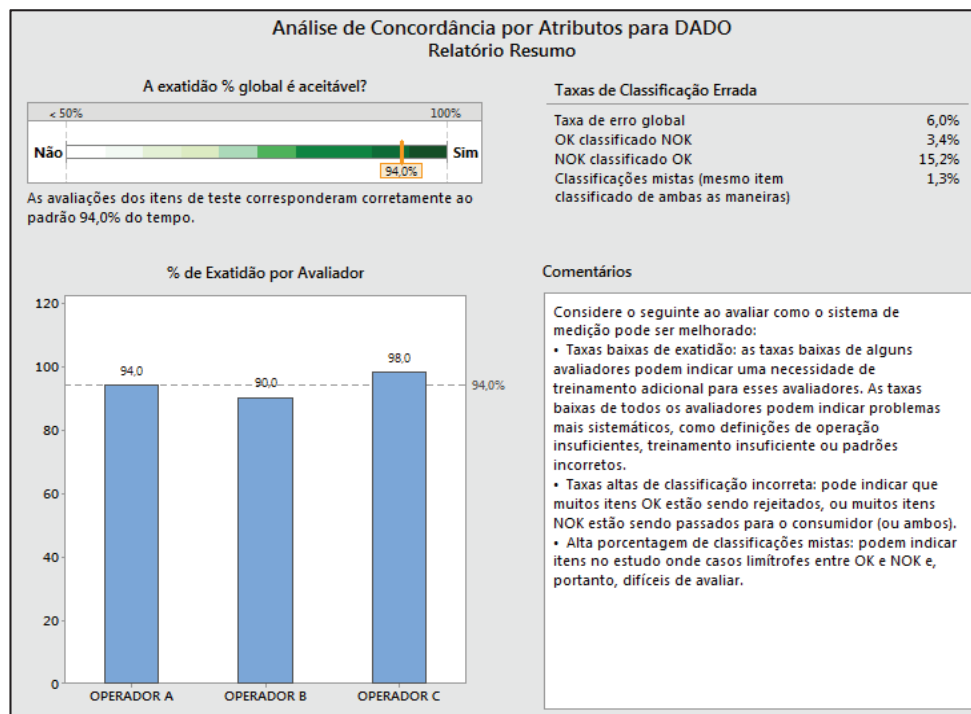 Análise de Concordância por Atributos para DADO
Relatório Resumo
A exatidão % global é aceitável?
< 50%
100%
Não
Sim
94,0%
As avaliações dos itens de teste corresponderam corretamente ao
padrão 94,0% do tempo.
Taxas de Classificação Errada
Taxa de erro global 6,0%
OK classificado NOK 3,4%
NOK classificado OK 15,2%
Classificações mistas (mesmo item 1,3%
classificado de ambas as maneiras)
% de Exatidão por Avaliador
120
100
80
60
40
20
0
94,0
90,0
98,0
94,0%
OPERADOR A
OPERADOR B
OPERADOR C
Comentários
Considere o seguinte ao avaliar como o sistema de
medição pode ser melhorado:
• Taxas baixas de exatidão: as taxas baixas de alguns
avaliadores podem indicar uma necessidade de
treinamento adicional para esses avaliadores. As taxas
baixas de todos os avaliadores podem indicar problemas
mais sistemáticos, como definições de operação
insuficientes, treinamento insuficiente ou padrões
incorretos.
• Taxas altas de classificação incorreta: pode indicar que
muitos itens OK estão sendo rejeitados, ou muitos itens
NOK estão sendo passados para o consumidor (ou ambos).
• Alta porcentagem de classificações mistas: podem indicar
itens no estudo onde casos limítrofes entre OK e NOK e,
portanto, difíceis de avaliar.